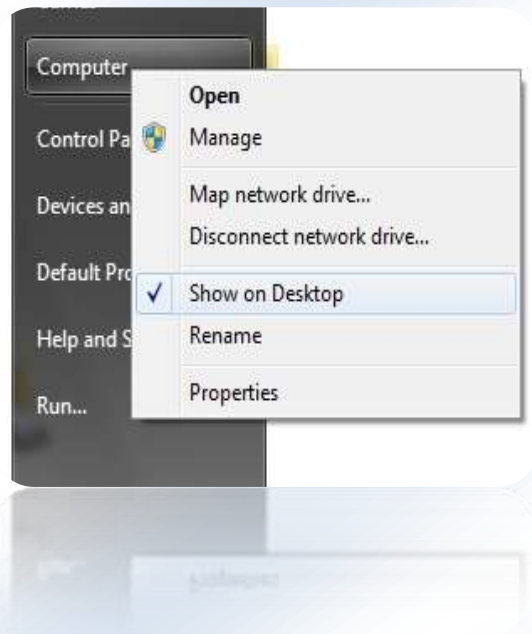 Computer
Open
Control Pa
Manage
Devices an
Map network drive...
Disconnect network drive...
Default Pro
Show on Desktop
Help and S
Rename
Properties
Run...